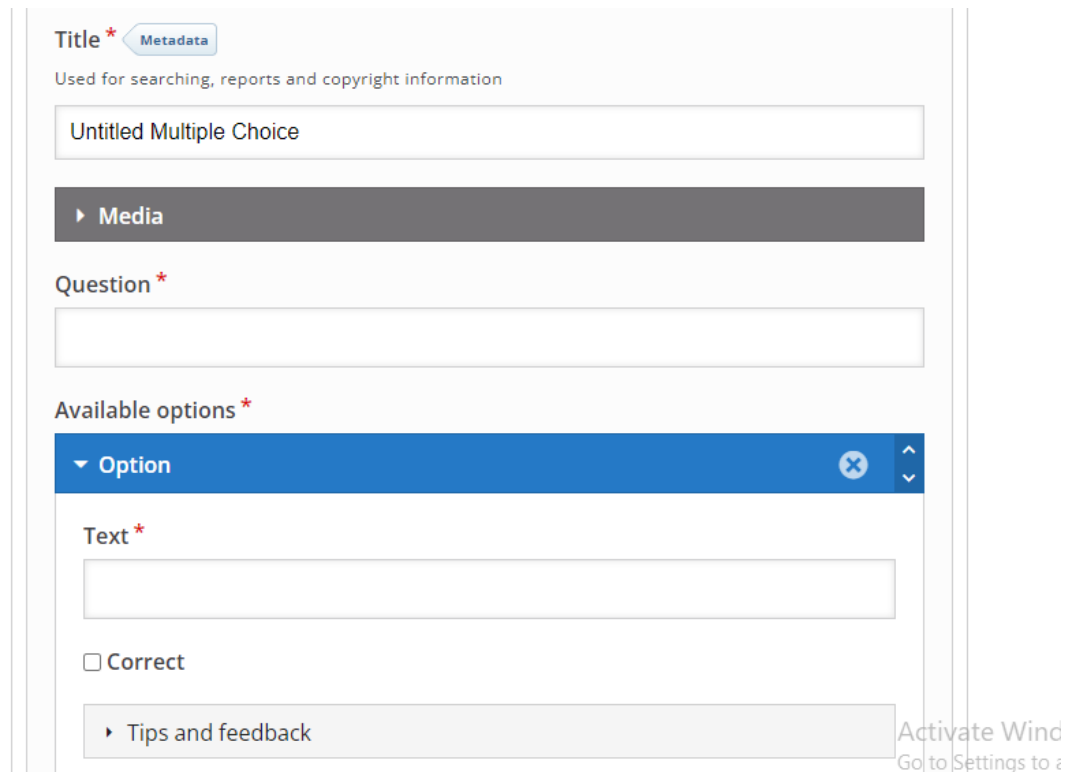 Title * Metadata
Used for searching, reports and copyright information
Untitled Multiple Choice
Media
Question *
Available options *
Option
Text *
Correct
Tips and feedback
Activate Wind
Go to Settings to a